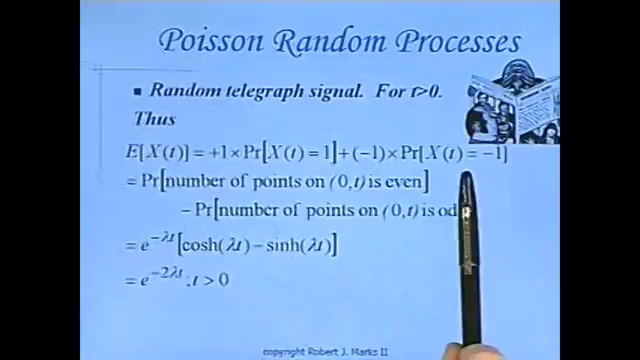 Poisson Random Processes
■ Random telegraph signal. For t>0.
Thus
E[X(t)] = +1×Pr[X(t) = 1]+(−1)×Pr[X(t) = −1]
= Pr[number of points on (0,t) is even]
− Pr[number of points on (0,t) is od
= e^{−λt}[cosh(λt) − sinh(λt)]
= e^{−2λt}; t > 0
copyright Robert J. Marks II